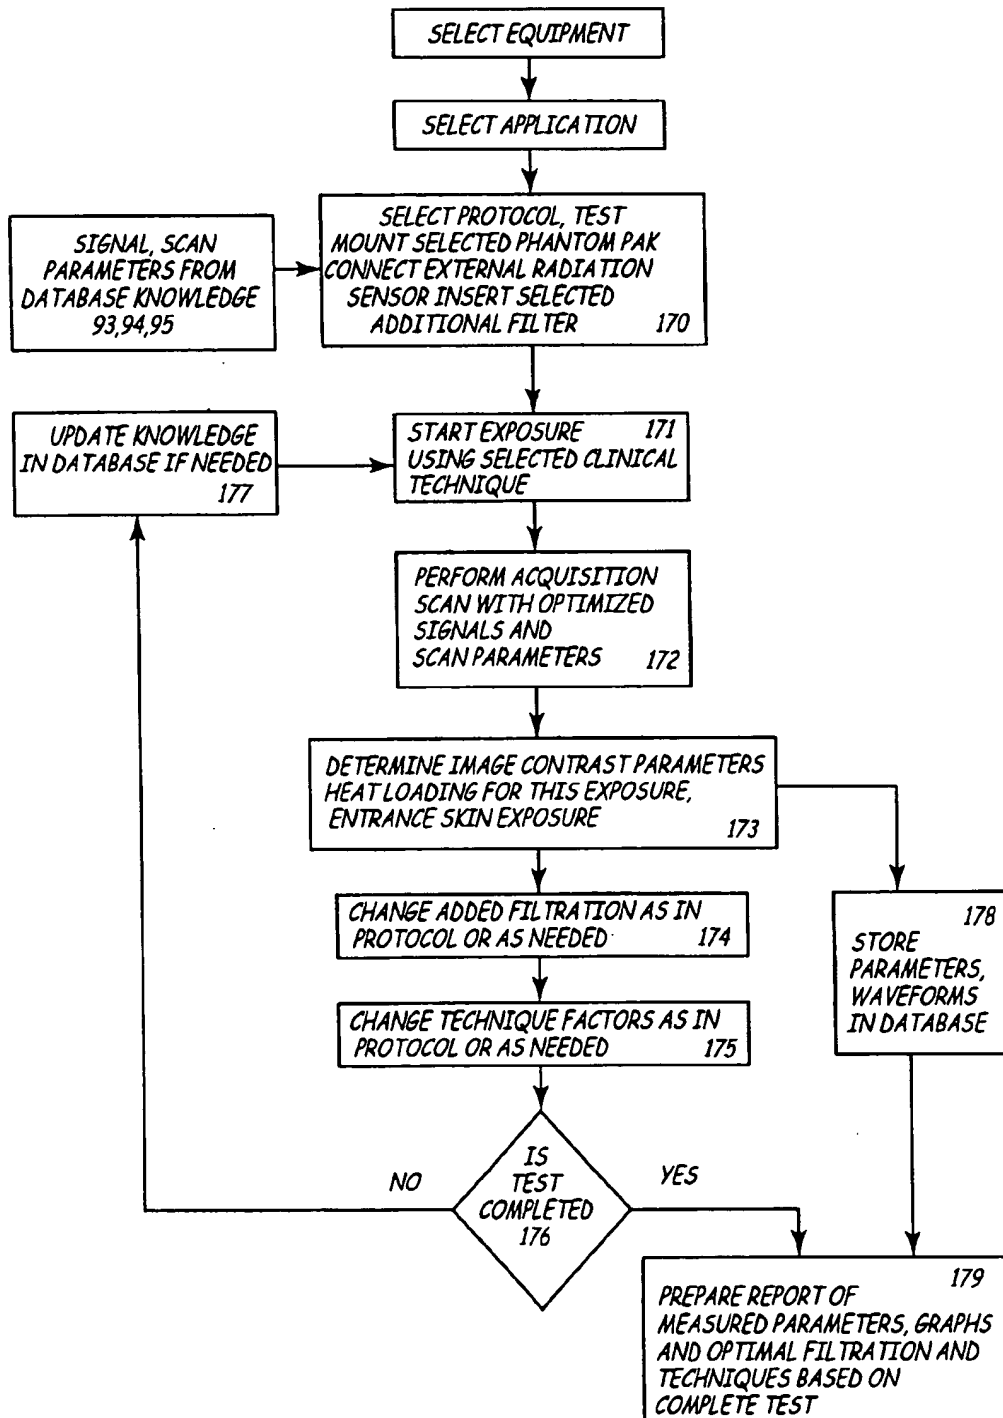 SELECT EQUIPMENT
SELECT APPLICATION
SELECT PROTOCOL, TEST
MOUNT SELECTED PHANTOM PAK
CONNECT EXTERNAL RADIATION
SENSOR INSERT SELECTED
ADDITIONAL FILTER 170
SIGNAL, SCAN
PARAMETERS FROM
DATABASE KNOWLEDGE
93,94,95
UPDATE KNOWLEDGE
IN DATABASE IF NEEDED
177
START EXPOSURE 171
USING SELECTED CLINICAL
TECHNIQUE
PERFORM ACQUISITION
SCAN WITH OPTIMIZED
SIGNALS AND
SCAN PARAMETERS 172
DETERMINE IMAGE CONTRAST PARAMETERS
HEAT LOADING FOR THIS EXPOSURE,
ENTRANCE SKIN EXPOSURE 173
CHANGE ADDED FILTRATION AS IN
PROTOCOL OR AS NEEDED 174
CHANGE TECHNIQUE FACTORS AS IN
PROTOCOL OR AS NEEDED 175
178
STORE
PARAMETERS,
WAVEFORMS
IN DATABASE
IS
TEST
COMPLETED
176
NO
YES
179
PREPARE REPORT OF
MEASURED PARAMETERS, GRAPHS
AND OPTIMAL FILTRATION AND
TECHNIQUES BASED ON
COMPLETE TEST